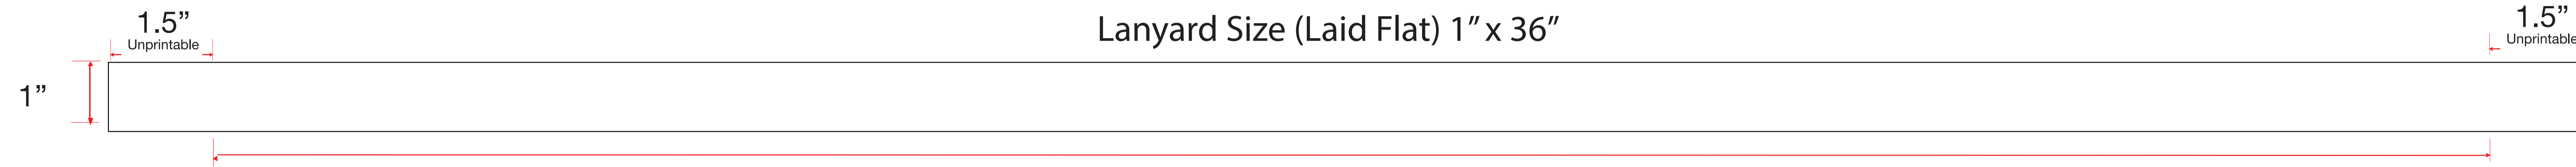 1.5”
Unprintable
Lanyard Size (Laid Flat) 1” x 36”
1.5”
Unprintable
1”